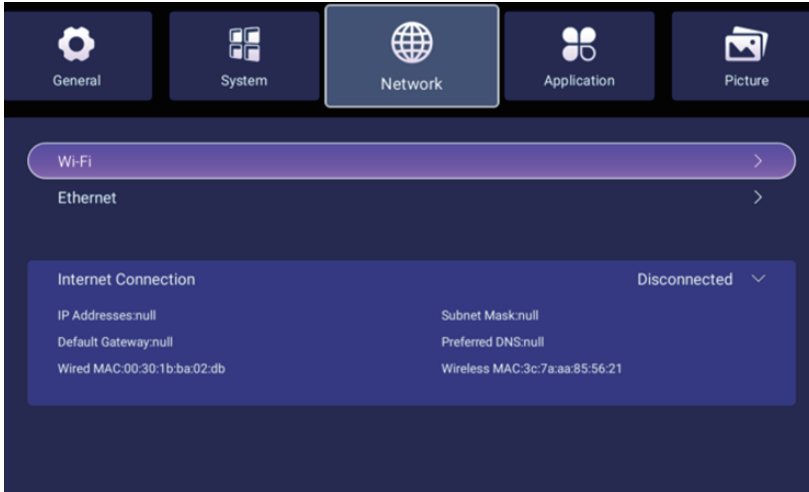 General System Network Application Picture
Wi-Fi
Ethernet
Internet Connection Disconnected
IP Addresses:null Subnet Mask:null
Default Gateway:null Preferred DNS:null
Wired MAC:00:30:1b:ba:02:db Wireless MAC:3c:7a:aa:85:56:21